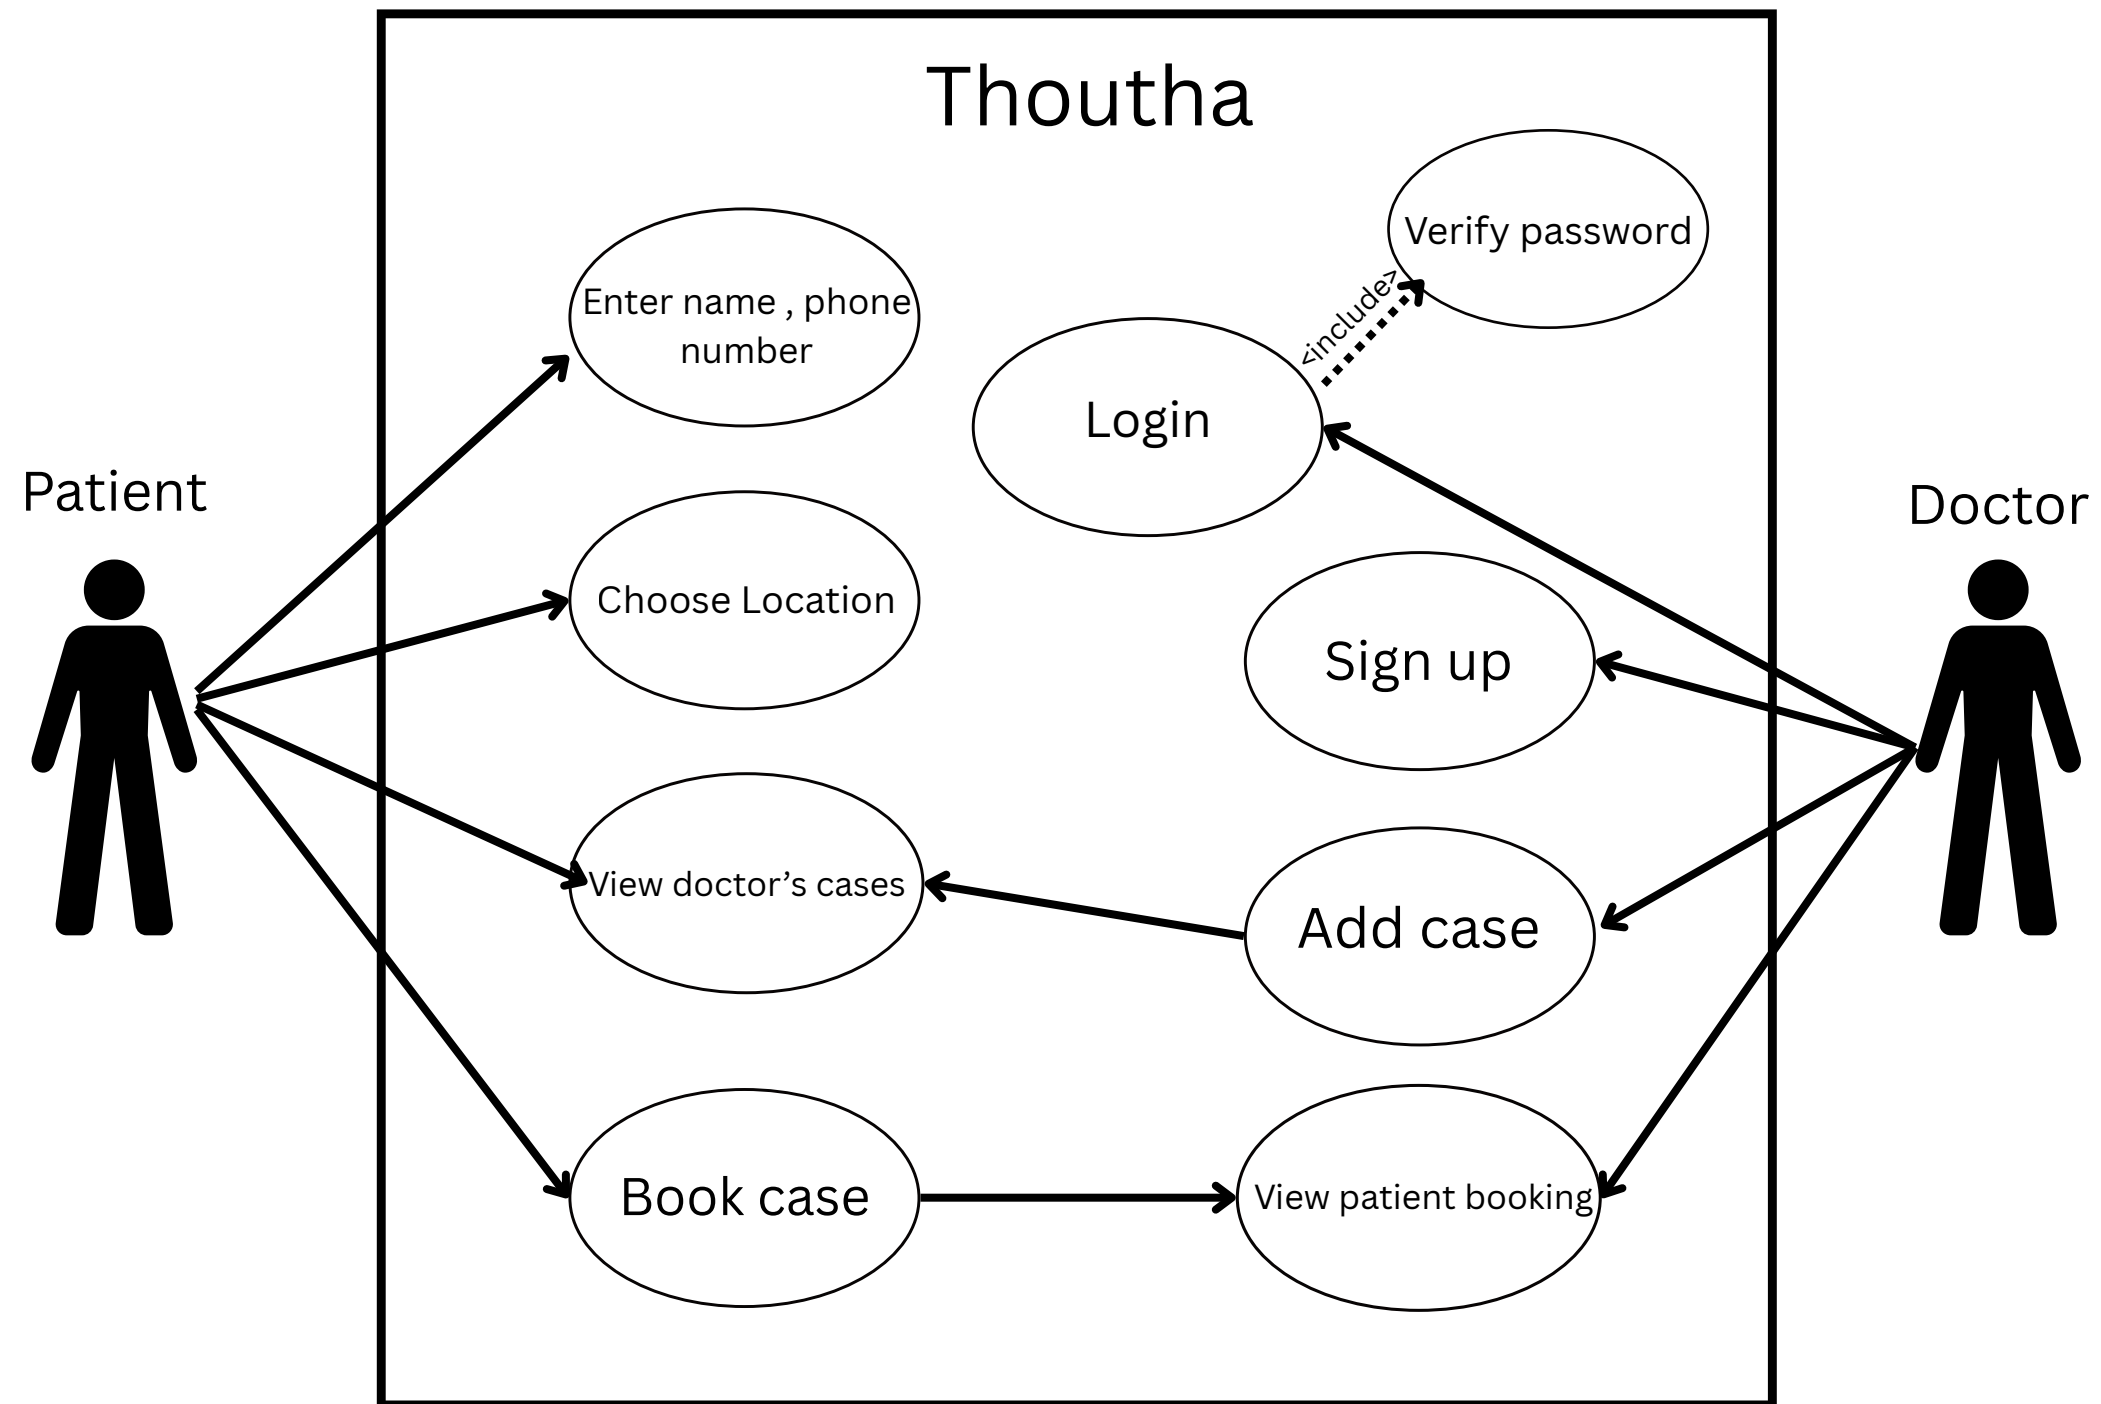 Thoutha
Verify password
<include>
Enter name , phone
number
Login
Patient
Doctor
Choose Location
Sign up
View doctor’s cases
Add case
Book case
View patient booking